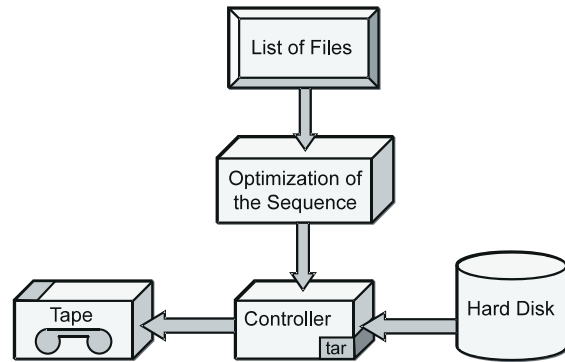 List of Files
Optimization of
the Sequence
Tape
Controller
tar
Hard Disk